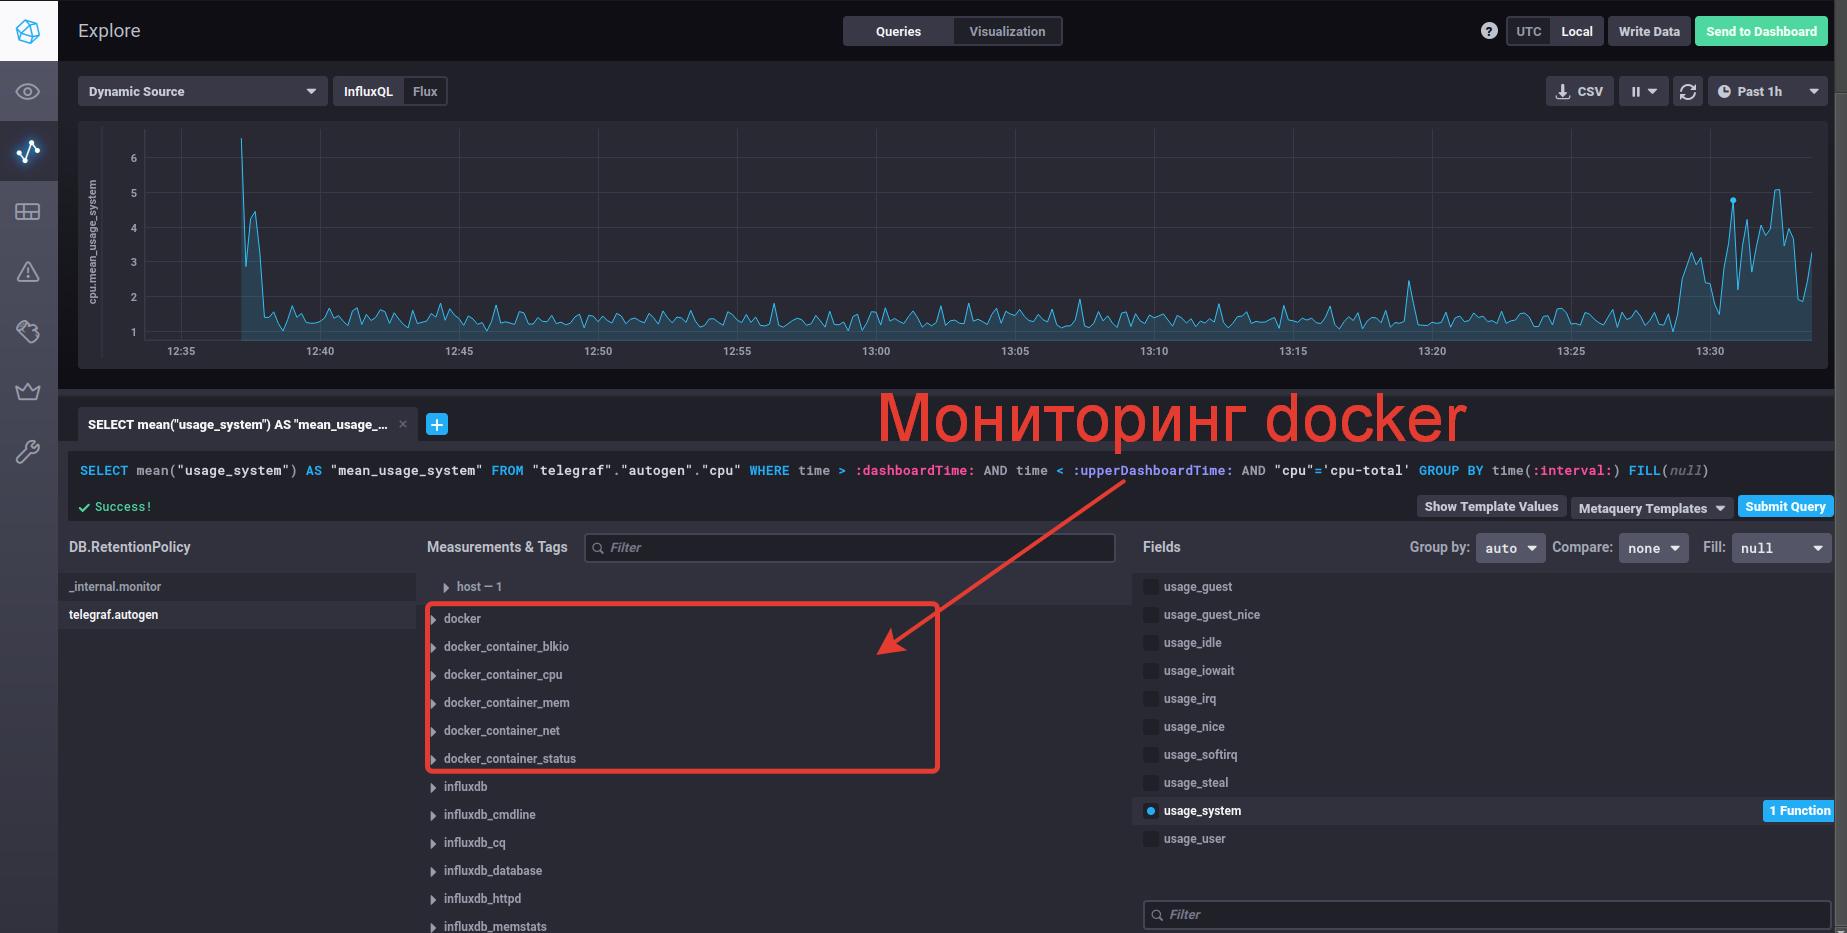 Explore
Queries
Visualization
?
UTC
Local
Write Data
Send to Dashboard
Dynamic Source
InfluxQL
Flux
CSV
Past 1h
cpu.mean_usage_system
6
5
4
3
2
1
12:35
12:40
12:45
12:50
12:55
13:00
13:05
13:10
13:15
13:20
13:25
13:30
Мониторинг docker
SELECT mean("usage_system") AS "mean_usage_...
SELECT mean("usage_system") AS "mean_usage_system" FROM "telegraf"."autogen"."cpu" WHERE time > :dashboardTime: AND time < :upperDashboardTime: AND "cpu"='cpu-total' GROUP BY time(:interval:) FILL(null)
Success!
Show Template Values
Metaquery Templates
Submit Query
DB.RetentionPolicy
_internal.monitor
telegraf.autogen
Measurements & Tags
Filter
host — 1
docker
docker_container_blkio
docker_container_cpu
docker_container_mem
docker_container_net
docker_container_status
influxdb
influxdb_cmdline
influxdb_cq
influxdb_database
influxdb_httpd
influxdb_memstats
Fields
Group by:
auto
Compare:
none
Fill:
null
usage_guest
usage_guest_nice
usage_idle
usage_iowait
usage_irq
usage_nice
usage_softirq
usage_steal
usage_system
1 Function
usage_user
Filter